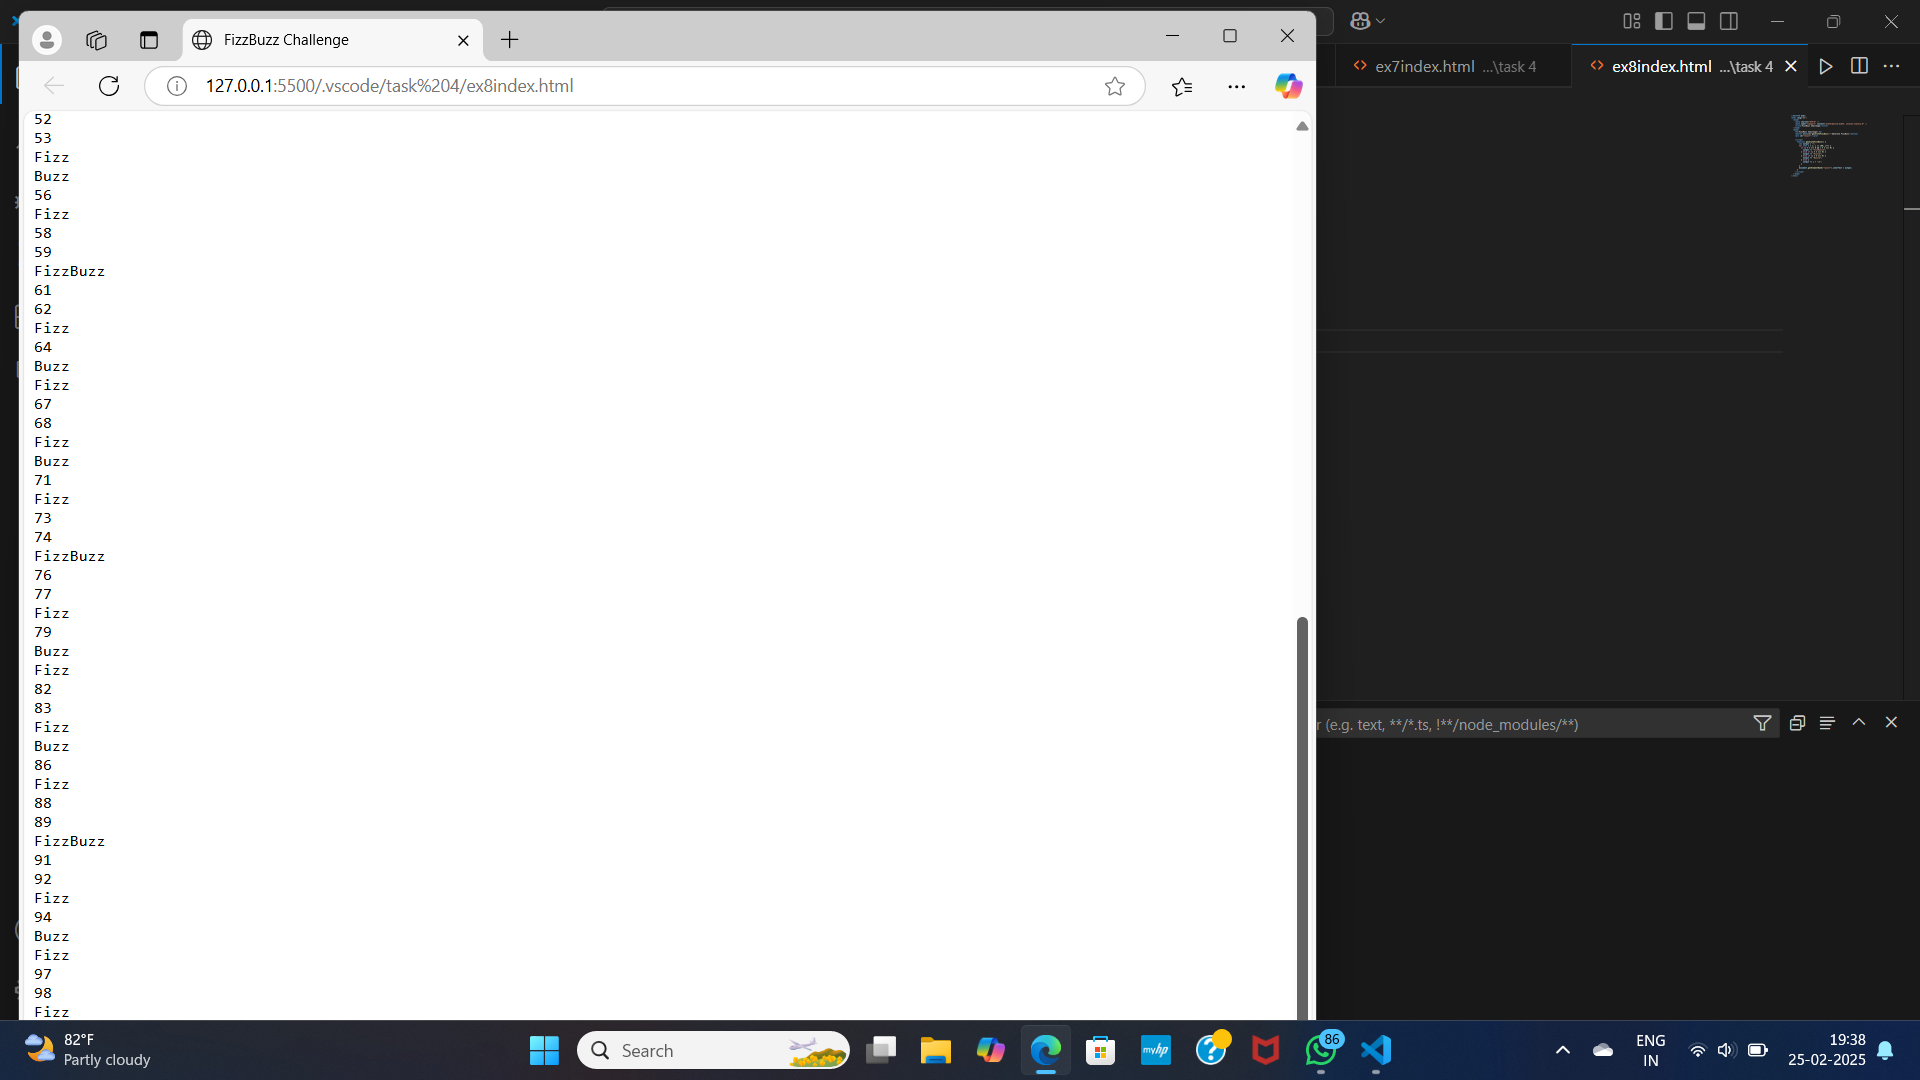 FizzBuzz Challenge
ex7index.html ...\task 4
ex8index.html ...\task 4
127.0.0.1:5500/.vscode/task%204/ex8index.html
52
53
Fizz
Buzz
56
Fizz
58
59
FizzBuzz
61
62
Fizz
64
Buzz
Fizz
67
68
Fizz
Buzz
71
Fizz
73
74
FizzBuzz
76
77
Fizz
79
Buzz
Fizz
82
83
Fizz
Buzz
86
Fizz
88
89
FizzBuzz
91
92
Fizz
94
Buzz
Fizz
97
98
Fizz
r (e.g. text, **/*.ts, !**/node_modules/**)
82°F
Partly cloudy
Search
myhp
86
ENG
IN
19:38
25-02-2025